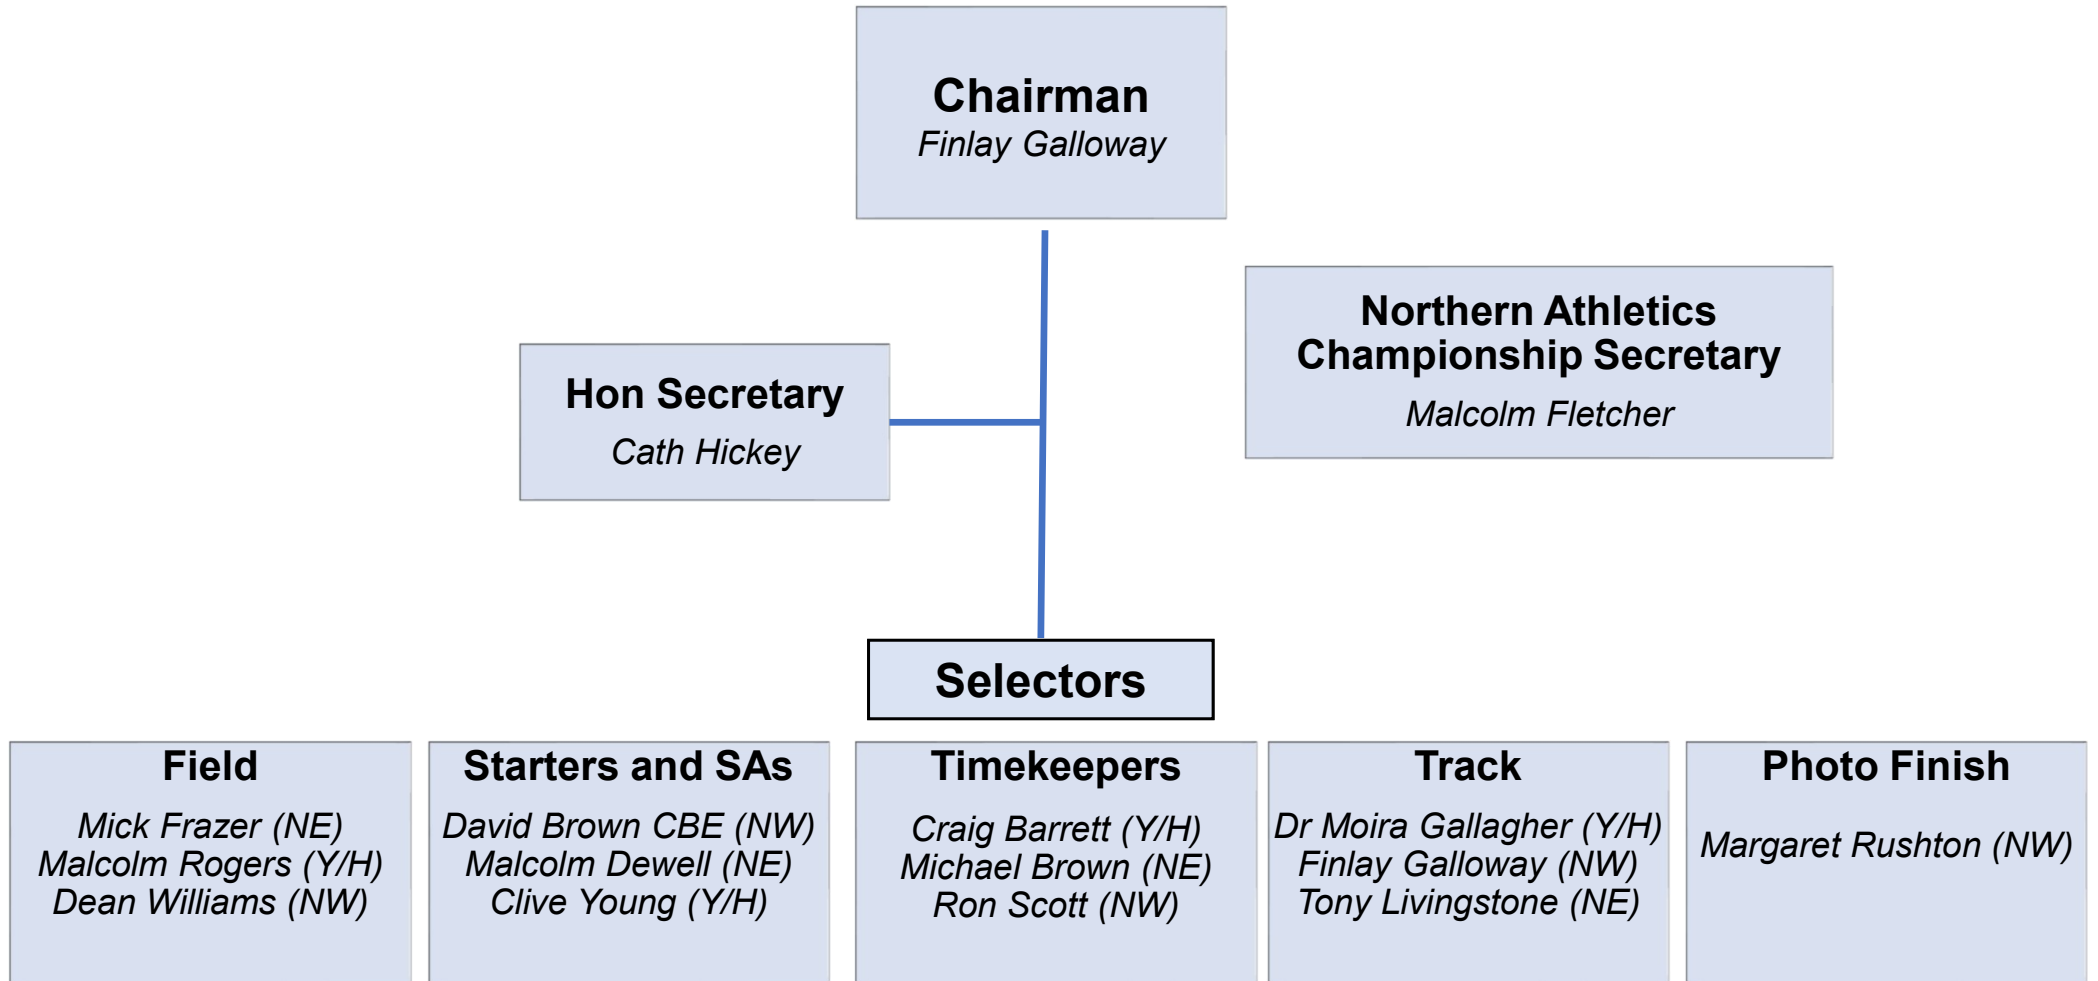 Chairman
Finlay Galloway
Northern Athletics
Championship Secretary
Malcolm Fletcher
Hon Secretary
Cath Hickey
Selectors
Field
Mick Frazer (NE)
Malcolm Rogers (Y/H)
Dean Williams (NW)
Starters and SAs
David Brown CBE (NW)
Malcolm Dewell (NE)
Clive Young (Y/H)
Timekeepers
Craig Barrett (Y/H)
Michael Brown (NE)
Ron Scott (NW)
Track
Dr Moira Gallagher (Y/H)
Finlay Galloway (NW)
Tony Livingstone (NE)
Photo Finish
Margaret Rushton (NW)